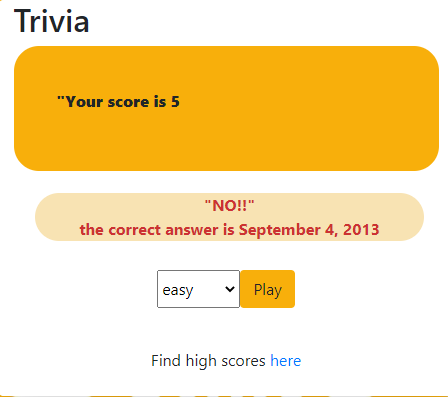 Trivia
"Your score is 5
"NO!!"
the correct answer is September 4, 2013
easy
Play
Find high scores here